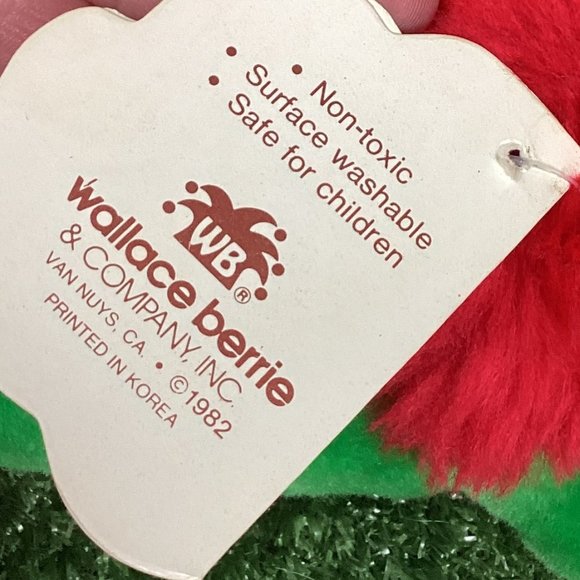 • Non-toxic
• Surface washable
• Safe for children
WB®
wallace berrie
& COMPANY, INC.
VAN NUYS, CA. • © 1982
PRINTED IN KOREA